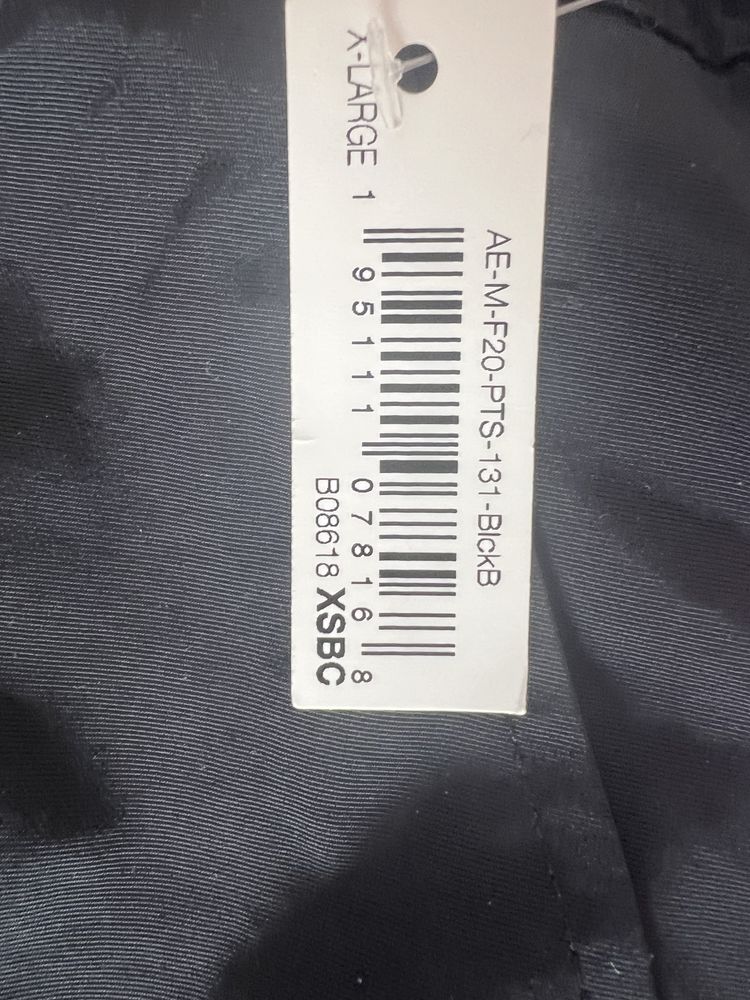 AE-M-F20-PTS-131-BlckB
X-LARGE 1 95111 07816 8
B08618 XSBC